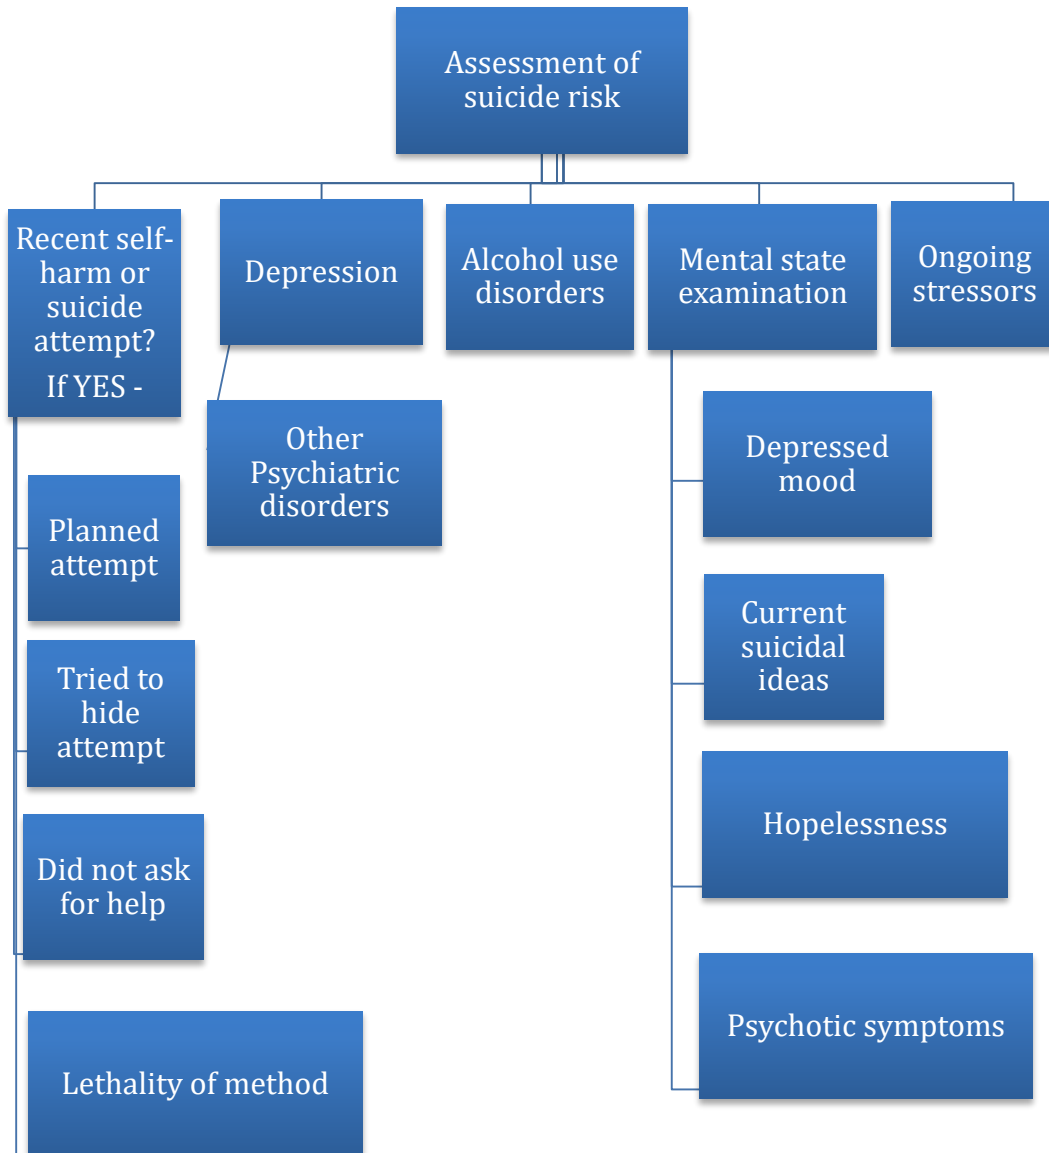 Assessment of
suicide risk
Recent self-
harm or
suicide
attempt?
If YES -
Depression
Alcohol use
disorders
Mental state
examination
Ongoing
stressors
Other
Psychiatric
disorders
Planned
attempt
Tried to
hide
attempt
Did not ask
for help
Lethality of method
Depressed
mood
Current
suicidal
ideas
Hopelessness
Psychotic symptoms